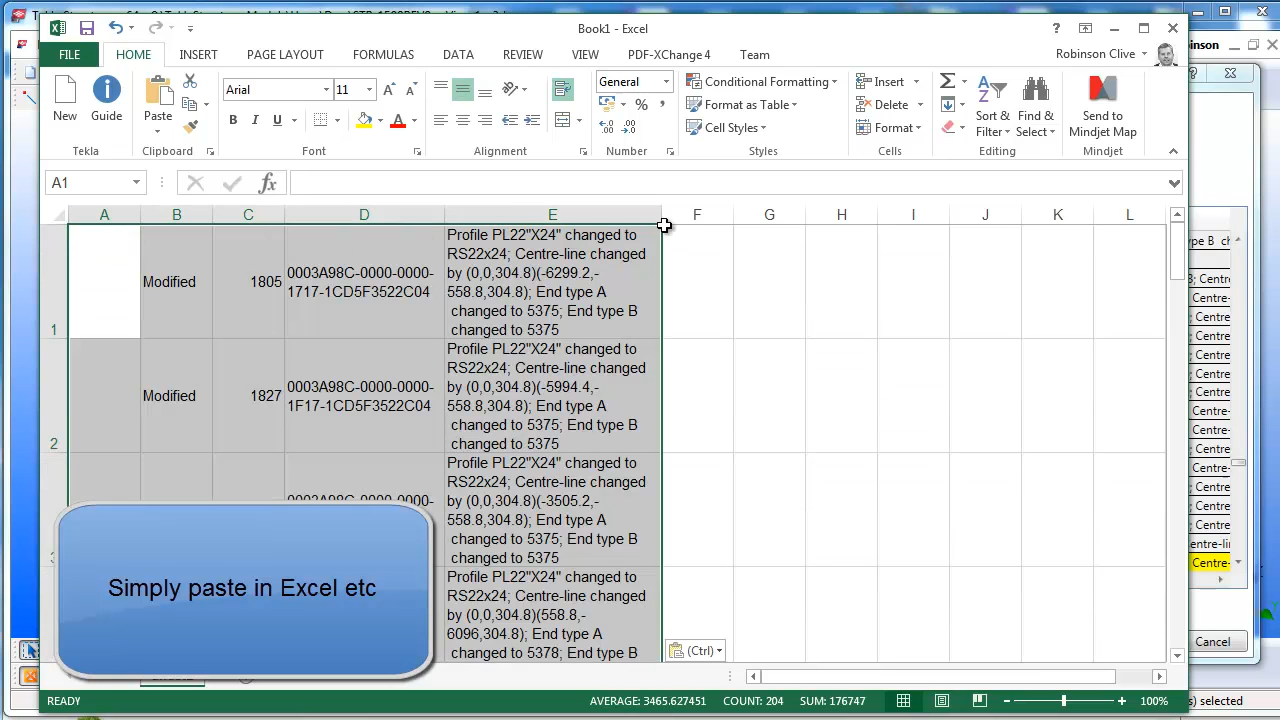 Book1 - Excel
FILE HOME INSERT PAGE LAYOUT FORMULAS DATA REVIEW VIEW PDF-XChange 4 Team Robinson Clive
New Guide Paste Arial 11 General Conditional Formatting Insert Sort & Find & Send to
B I U % , Format as Table Delete Filter Select Mindjet Map
Cell Styles Format
Tekla Clipboard Font Alignment Number Styles Cells Editing Mindjet
A1 fx
A B C D E F G H I J K L
1 Modified 1805 0003A98C-0000-0000-
1717-1CD5F3522C04
Profile PL22"X24" changed to
RS22x24; Centre-line changed
by (0,0,304.8)(-6299.2,-
558.8,304.8); End type A
changed to 5375; End type B
changed to 5375
2 Modified 1827 0003A98C-0000-0000-
1F17-1CD5F3522C04
Profile PL22"X24" changed to
RS22x24; Centre-line changed
by (0,0,304.8)(-5994.4,-
558.8,304.8); End type A
changed to 5375; End type B
changed to 5375
Profile PL22"X24" changed to
RS22x24; Centre-line changed
by (0,0,304.8)(-3505.2,-
558.8,304.8); End type A
changed to 5375; End type B
changed to 5375
Profile PL22"X24" changed to
RS22x24; Centre-line changed
by (0,0,304.8)(558.8,-
6096,304.8); End type A
changed to 5378; End type B
Simply paste in Excel etc
(Ctrl)
READY AVERAGE: 3465.627451 COUNT: 204 SUM: 176747 100%
Cancel
selected